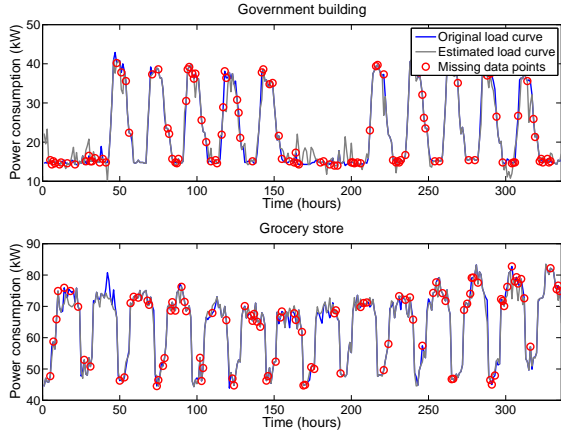 Government building
Power consumption (kW)
50
40
30
20
10
Original load curve
Estimated load curve
Missing data points
0 50 100 150 200 250 300
Time (hours)
Grocery store
Power consumption (kW)
90
80
70
60
50
40
0 50 100 150 200 250 300
Time (hours)